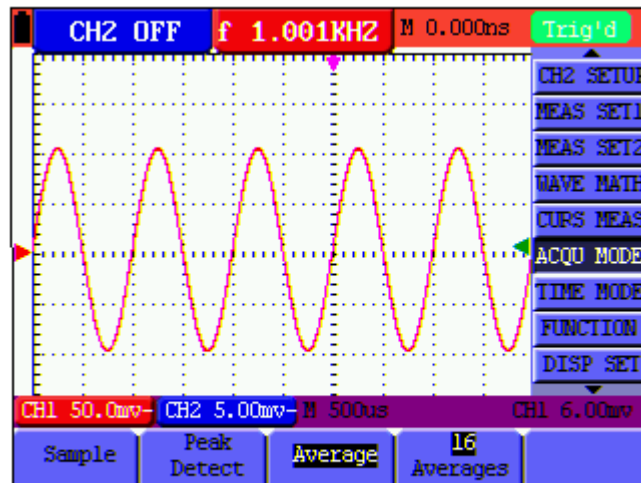 CH2 OFF f 1.001KHZ M 0.000ns Trig'd
CH2 SETUP
MEAS SET1
MEAS SET2
WAVE MATH
CURS MEAS
ACQU MODE
TIME MODE
FUNCTION
DISP SET
CH1 50.0mv- CH2 5.00mv- M 500us CH1 6.00mv
Sample
Peak
Detect
Average
16
Averages